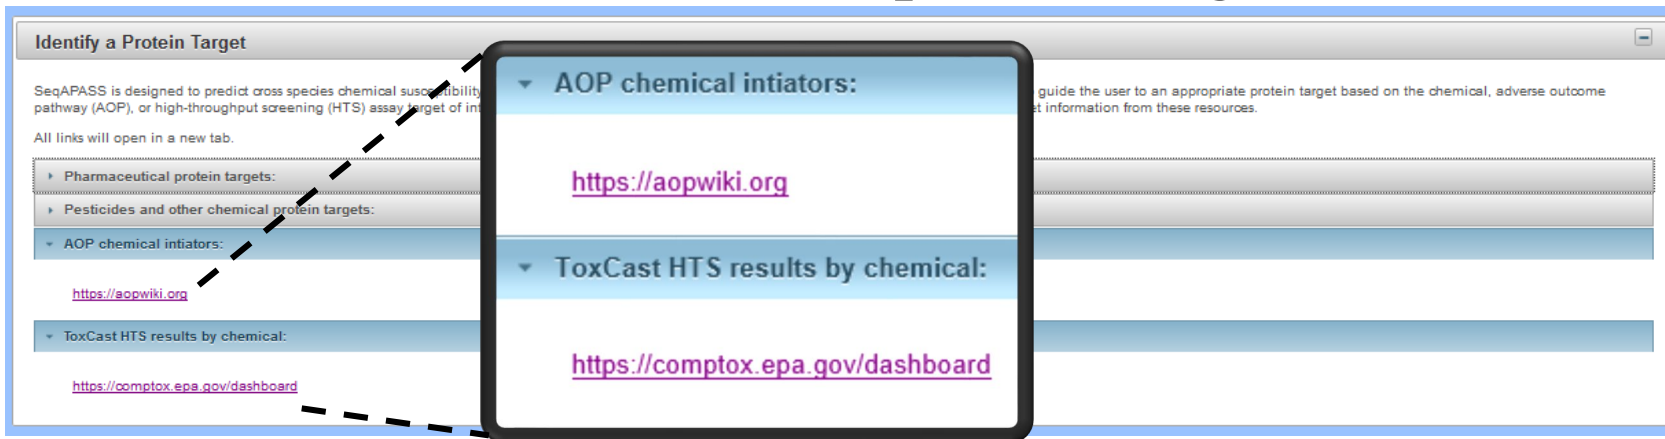 Identify a Protein Target
SeqAPASS is designed to predict cross species chemical susceptibility
guide the user to an appropriate protein target based on the chemical, adverse outcome
pathway (AOP), or high-throughput screening (HTS) assay target of
information from these resources.
All links will open in a new tab.
Pharmaceutical protein targets:
Pesticides and other chemical protein targets:
AOP chemical intiators:
https://aopwiki.org
ToxCast HTS results by chemical:
https://comptox.epa.gov/dashboard
AOP chemical intiators:
https://aopwiki.org
ToxCast HTS results by chemical:
https://comptox.epa.gov/dashboard